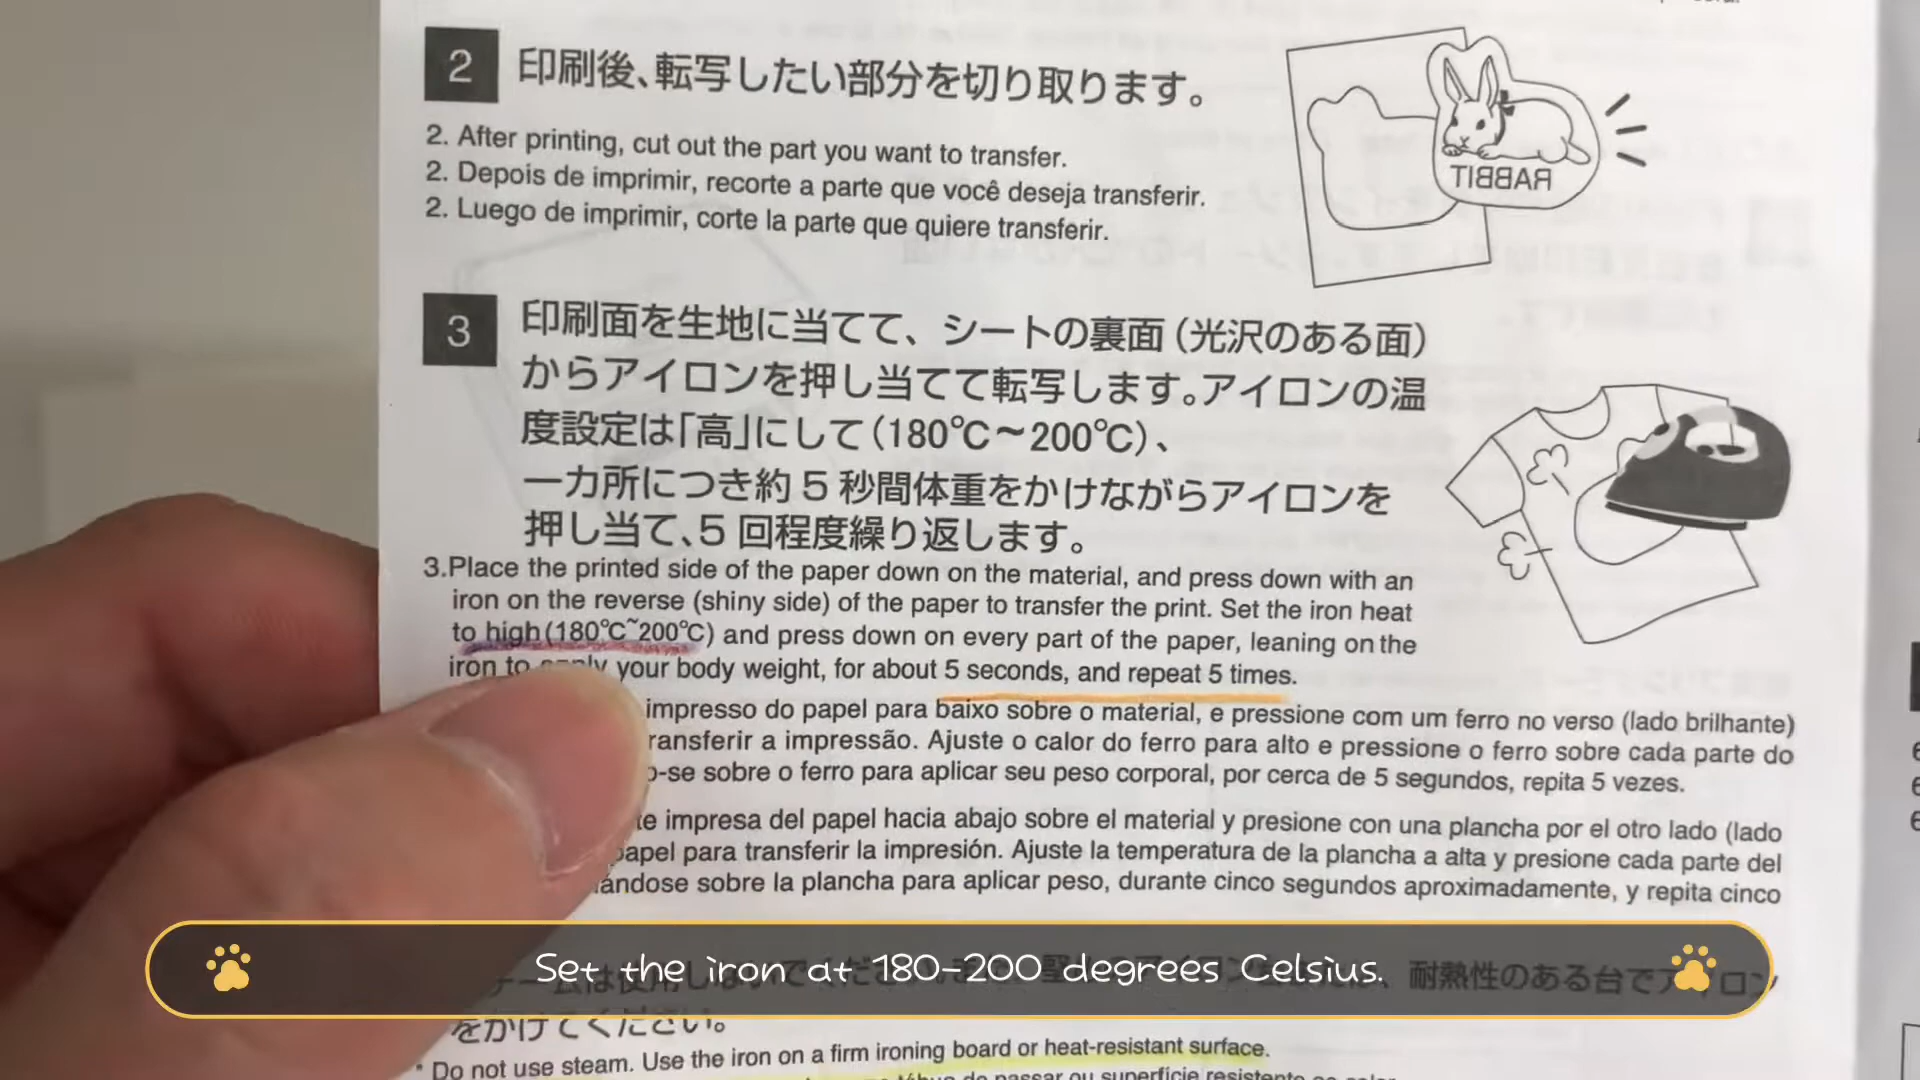 2 印刷後、転写したい部分を切り取ります。
2. After printing, cut out the part you want to transfer.
2. Depois de imprimir, recorte a parte que você deseja transferir.
2. Luego de imprimir, corte la parte que quiere transferir.
RABBIT
3 印刷面を生地に当てて、シートの裏面（光沢のある面）
からアイロンを押し当てて転写します。アイロンの温
度設定は「高」にして（180℃～200℃）、
一カ所につき約 5 秒間体重をかけながらアイロンを
押し当て、5 回程度繰り返します。
3.Place the printed side of the paper down on the material, and press down with an
iron on the reverse (shiny side) of the paper to transfer the print. Set the iron heat
to high(180℃~200℃) and press down on every part of the paper, leaning on the
iron to your body weight, for about 5 seconds, and repeat 5 times.
impresso do papel para baixo sobre o material, e pressione com um ferro no verso (lado brilhante)
ransferir a impressão. Ajuste o calor do ferro para alto e pressione o ferro sobre cada parte do
o-se sobre o ferro para aplicar seu peso corporal, por cerca de 5 segundos, repita 5 vezes.
te impresa del papel hacia abajo sobre el material y presione con una plancha por el otro lado (lado
papel para transferir la impresión. Ajuste la temperatura de la plancha a alta y presione cada parte del
ándose sobre la plancha para aplicar peso, durante cinco segundos aproximadamente, y repita cinco
Set the iron at 180-200 degrees Celsius.
耐熱性のある台でアイロン
をかけてください。
* Do not use steam. Use the iron on a firm ironing board or heat-resistant surface.
passar ou superfície resistente ao calor